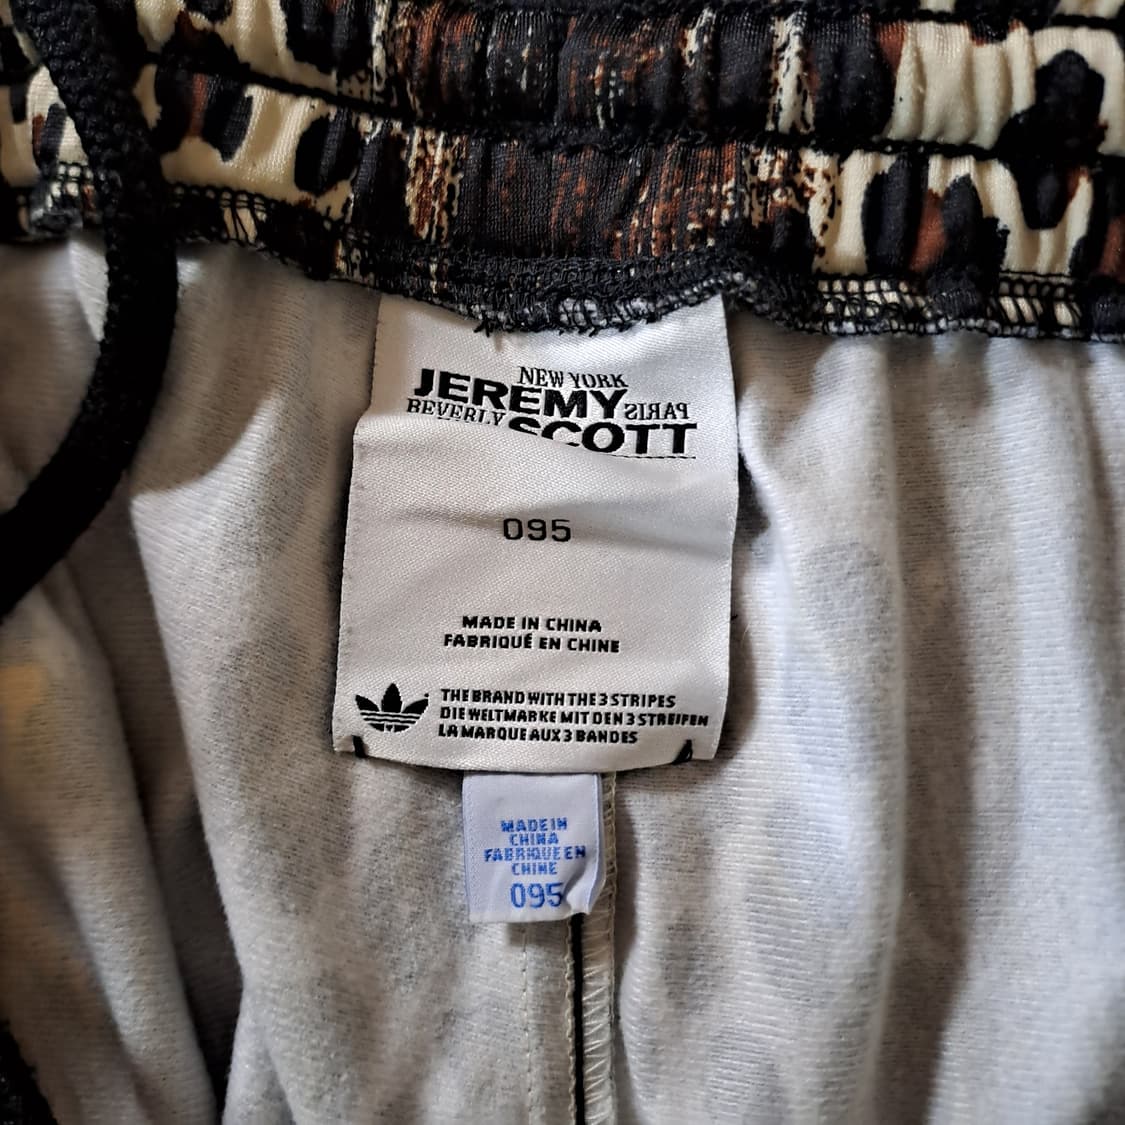 NEW YORK
JEREMY
PARIS
BEVERLY
SCOTT
095
MADE IN CHINA
FABRIQUÉ EN CHINE
THE BRAND WITH THE 3 STRIPES
DIE WELTMARKE MIT DEN 3 STREIFEN
LA MARQUE AUX 3 BANDES
MADE IN
CHINA
FABRIQUE EN
CHINE
095